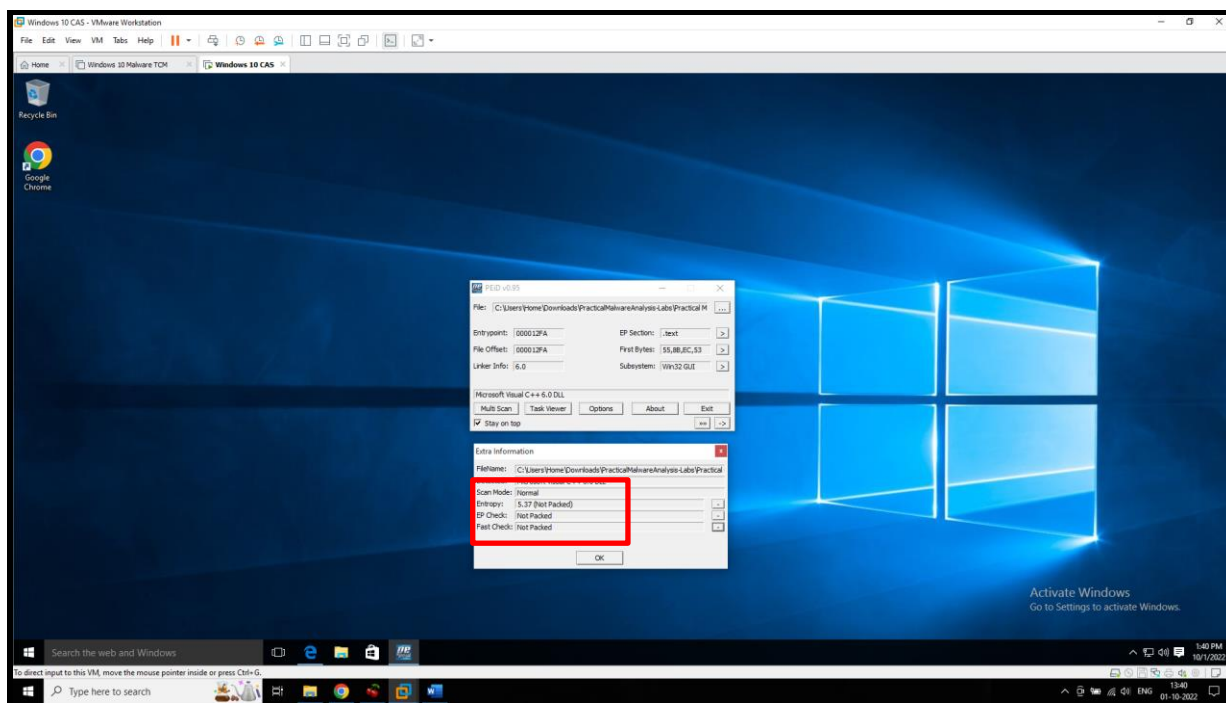 Windows 10 CAS - VMware Workstation
File Edit View VM Tabs Help
Home Windows 10 Malware TCM Windows 10 CAS
Recycle Bin
Google
Chrome
PEiD v0.95
File: C:\Users\Home\Downloads\PracticalMalwareAnalysis-Labs\Practical M ...
Entrypoint: 000012FA EP Section: .text >
File Offset: 000012FA First Bytes: 55,8B,EC,53 >
Linker Info: 6.0 Subsystem: Win32 GUI >
Microsoft Visual C++ 6.0 DLL
Multi Scan Task Viewer Options About Exit
Stay on top >> ->
Extra Information
FileName: C:\Users\Home\Downloads\PracticalMalwareAnalysis-Labs\Practical
Scan Mode: Normal
Entropy: 5.37 (Not Packed) -
EP Check: Not Packed -
Fast Check: Not Packed -
OK
Activate Windows
Go to Settings to activate Windows.
Search the web and Windows
1:40 PM
10/1/2022
To direct input to this VM, move the mouse pointer inside or press Ctrl+G.
Type here to search
ENG
13:40
01-10-2022